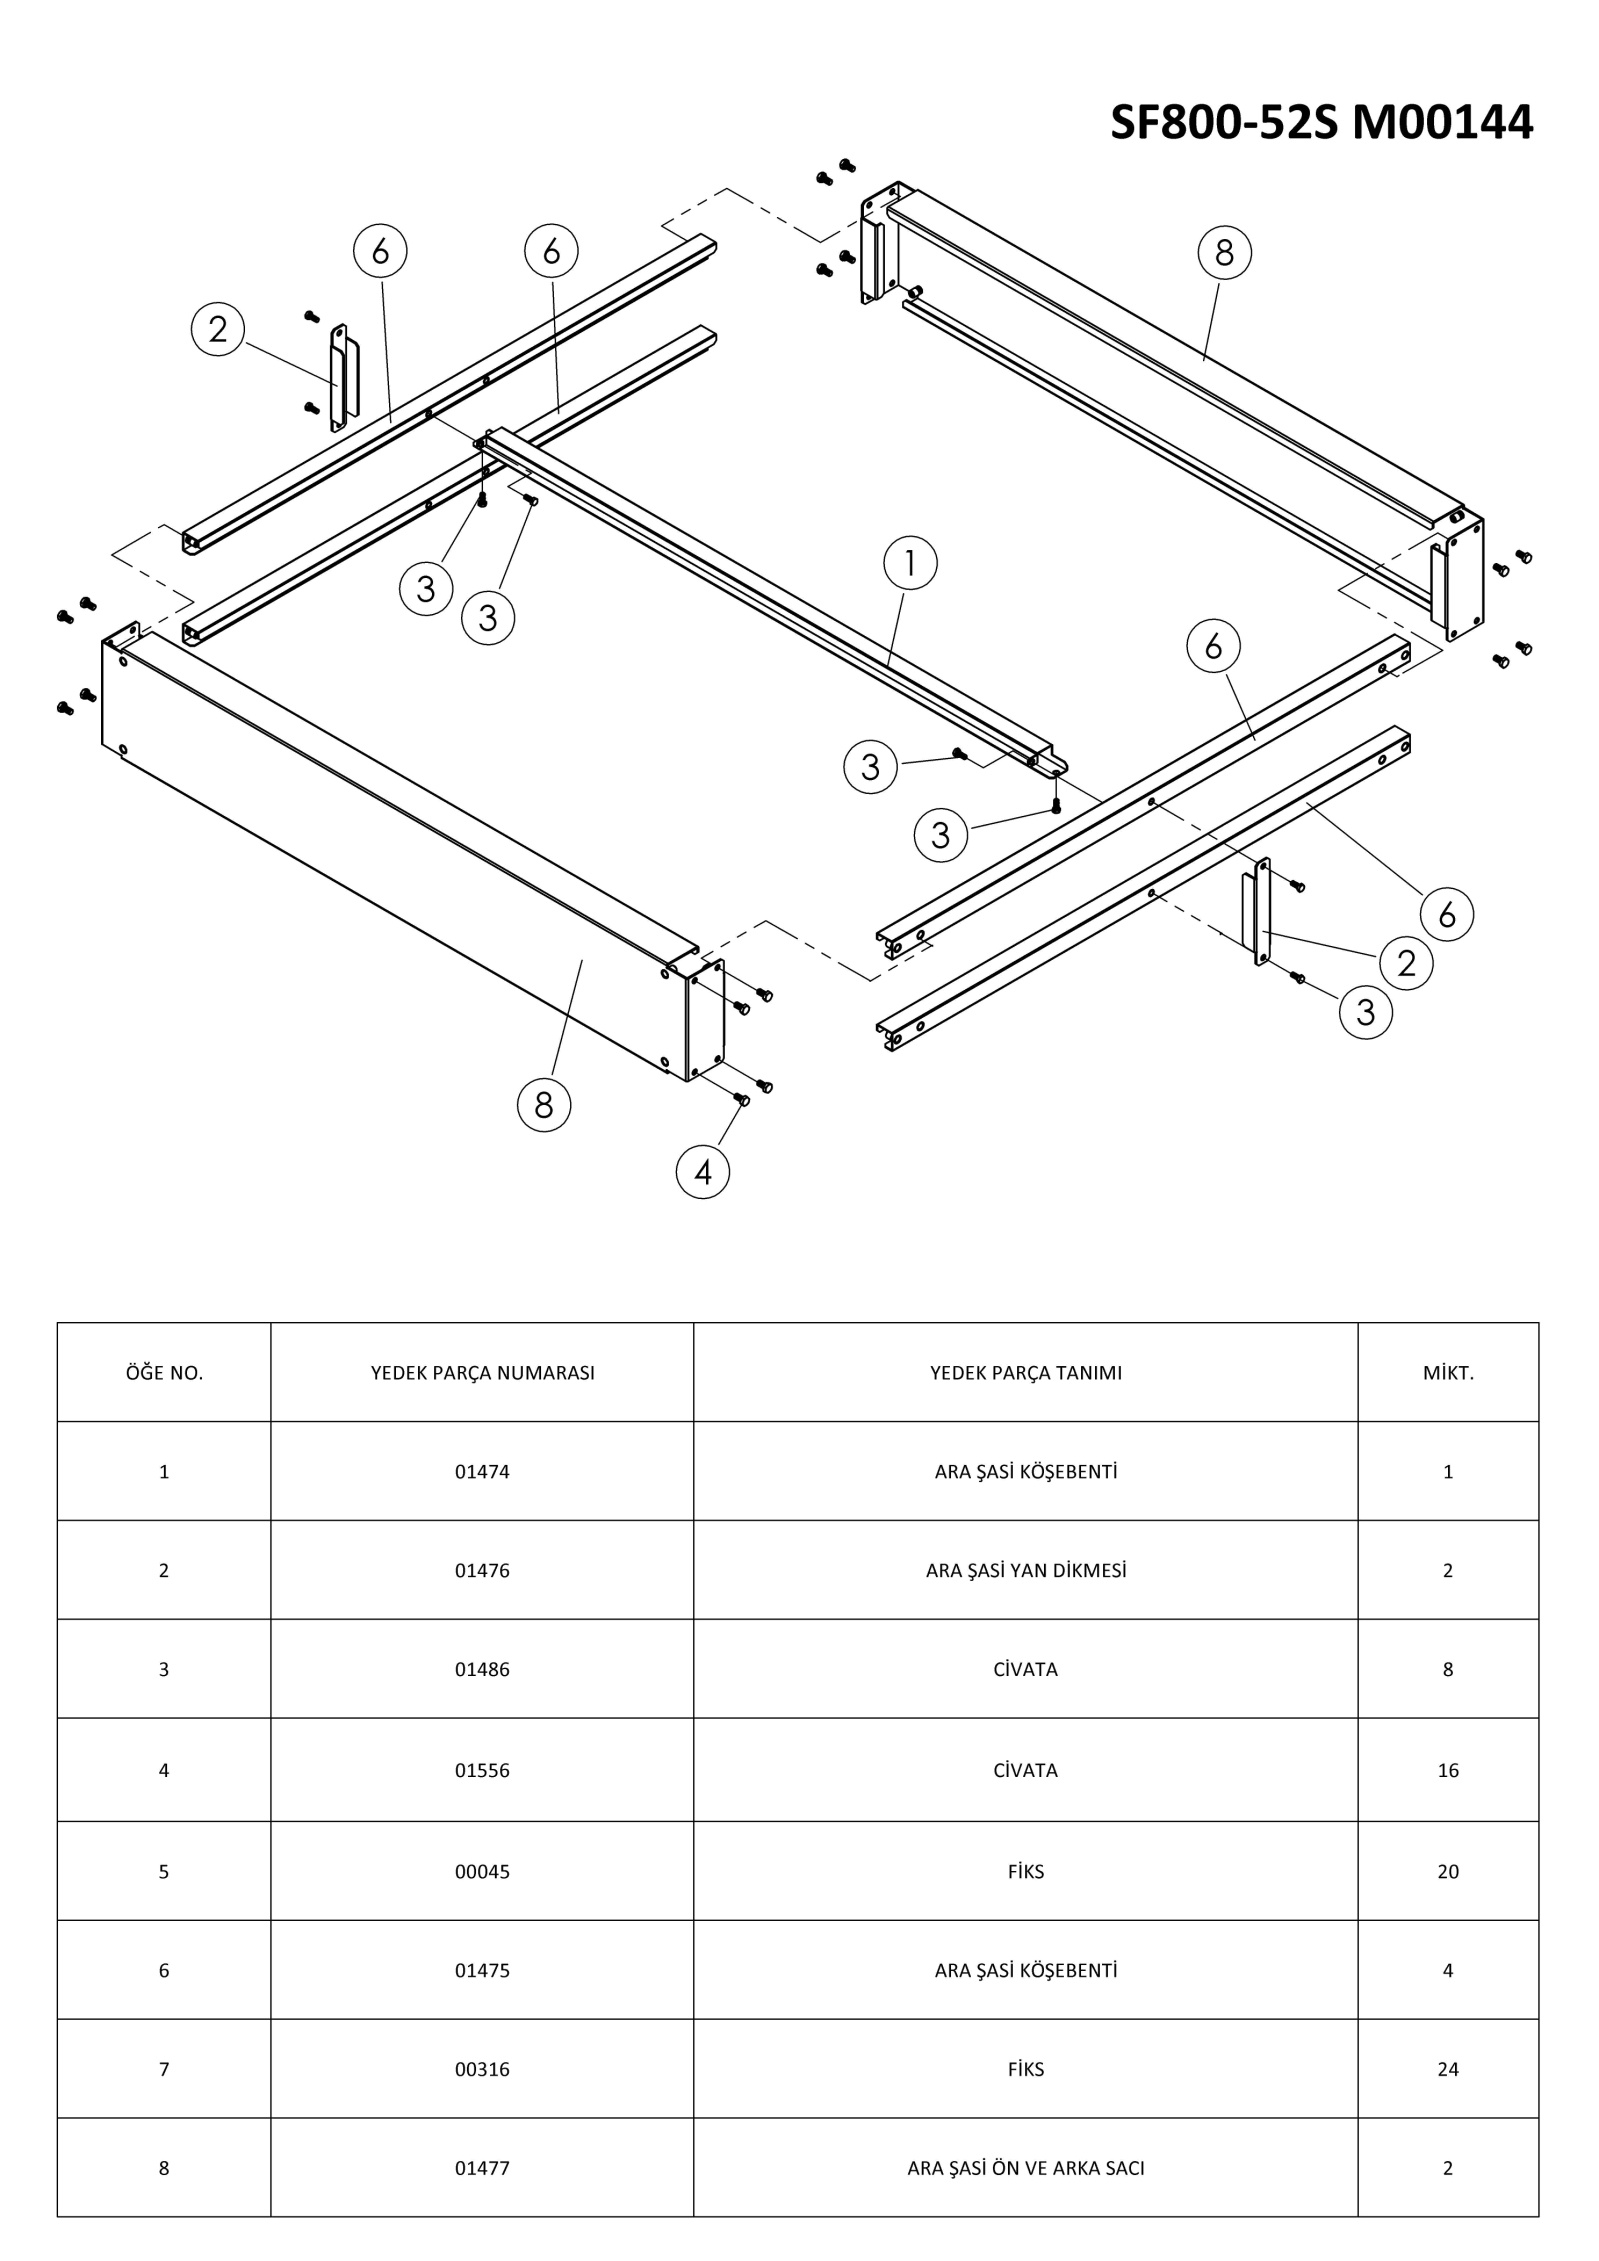 SF800-52S M00144
6
6
8
2
3
3
1
6
3
3
6
2
3
8
4
ÖĞE NO. YEDEK PARÇA NUMARASI YEDEK PARÇA TANIMI MİKT.
1 01474 ARA ŞASİ KÖŞEBENTİ 1
2 01476 ARA ŞASİ YAN DİKMESİ 2
3 01486 CİVATA 8
4 01556 CİVATA 16
5 00045 FİKS 20
6 01475 ARA ŞASİ KÖŞEBENTİ 4
7 00316 FİKS 24
8 01477 ARA ŞASİ ÖN VE ARKA SACI 2